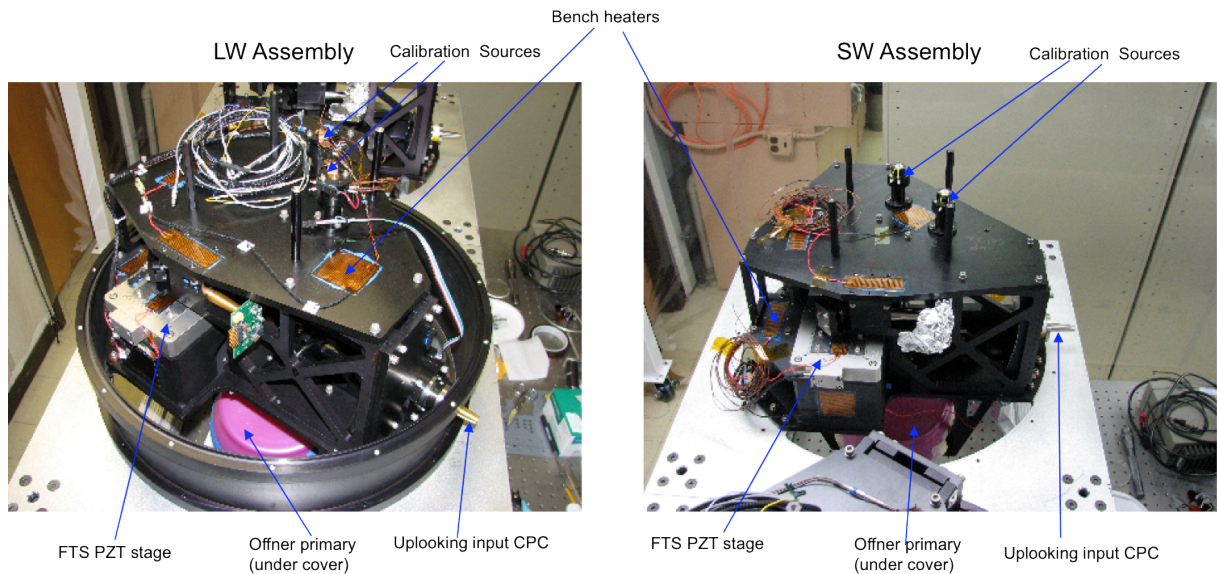 Bench heaters
LW Assembly
Calibration Sources
SW Assembly
Calibration Sources
FTS PZT stage
Offner primary
(under cover)
Uplooking input CPC
FTS PZT stage
Offner primary
(under cover)
Uplooking input CPC